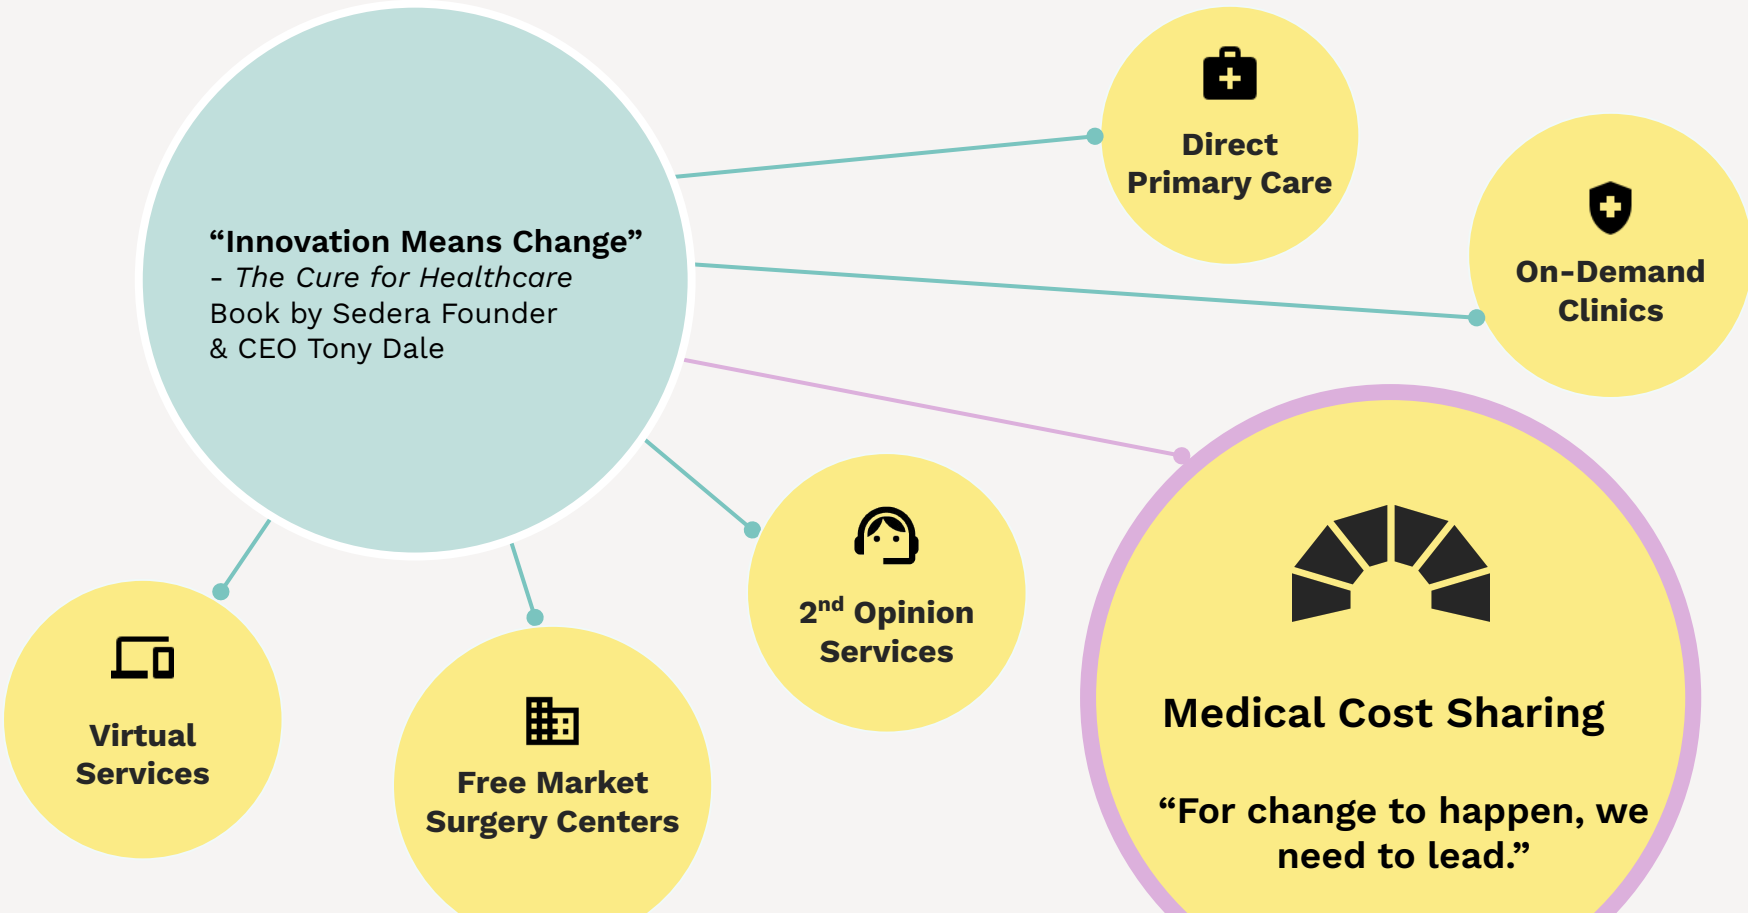 “Innovation Means Change”
- The Cure for Healthcare
Book by Sedera Founder
& CEO Tony Dale
Direct
Primary Care
On-Demand
Clinics
2nd Opinion
Services
Virtual
Services
Free Market
Surgery Centers
Medical Cost Sharing
“For change to happen, we
need to lead.”